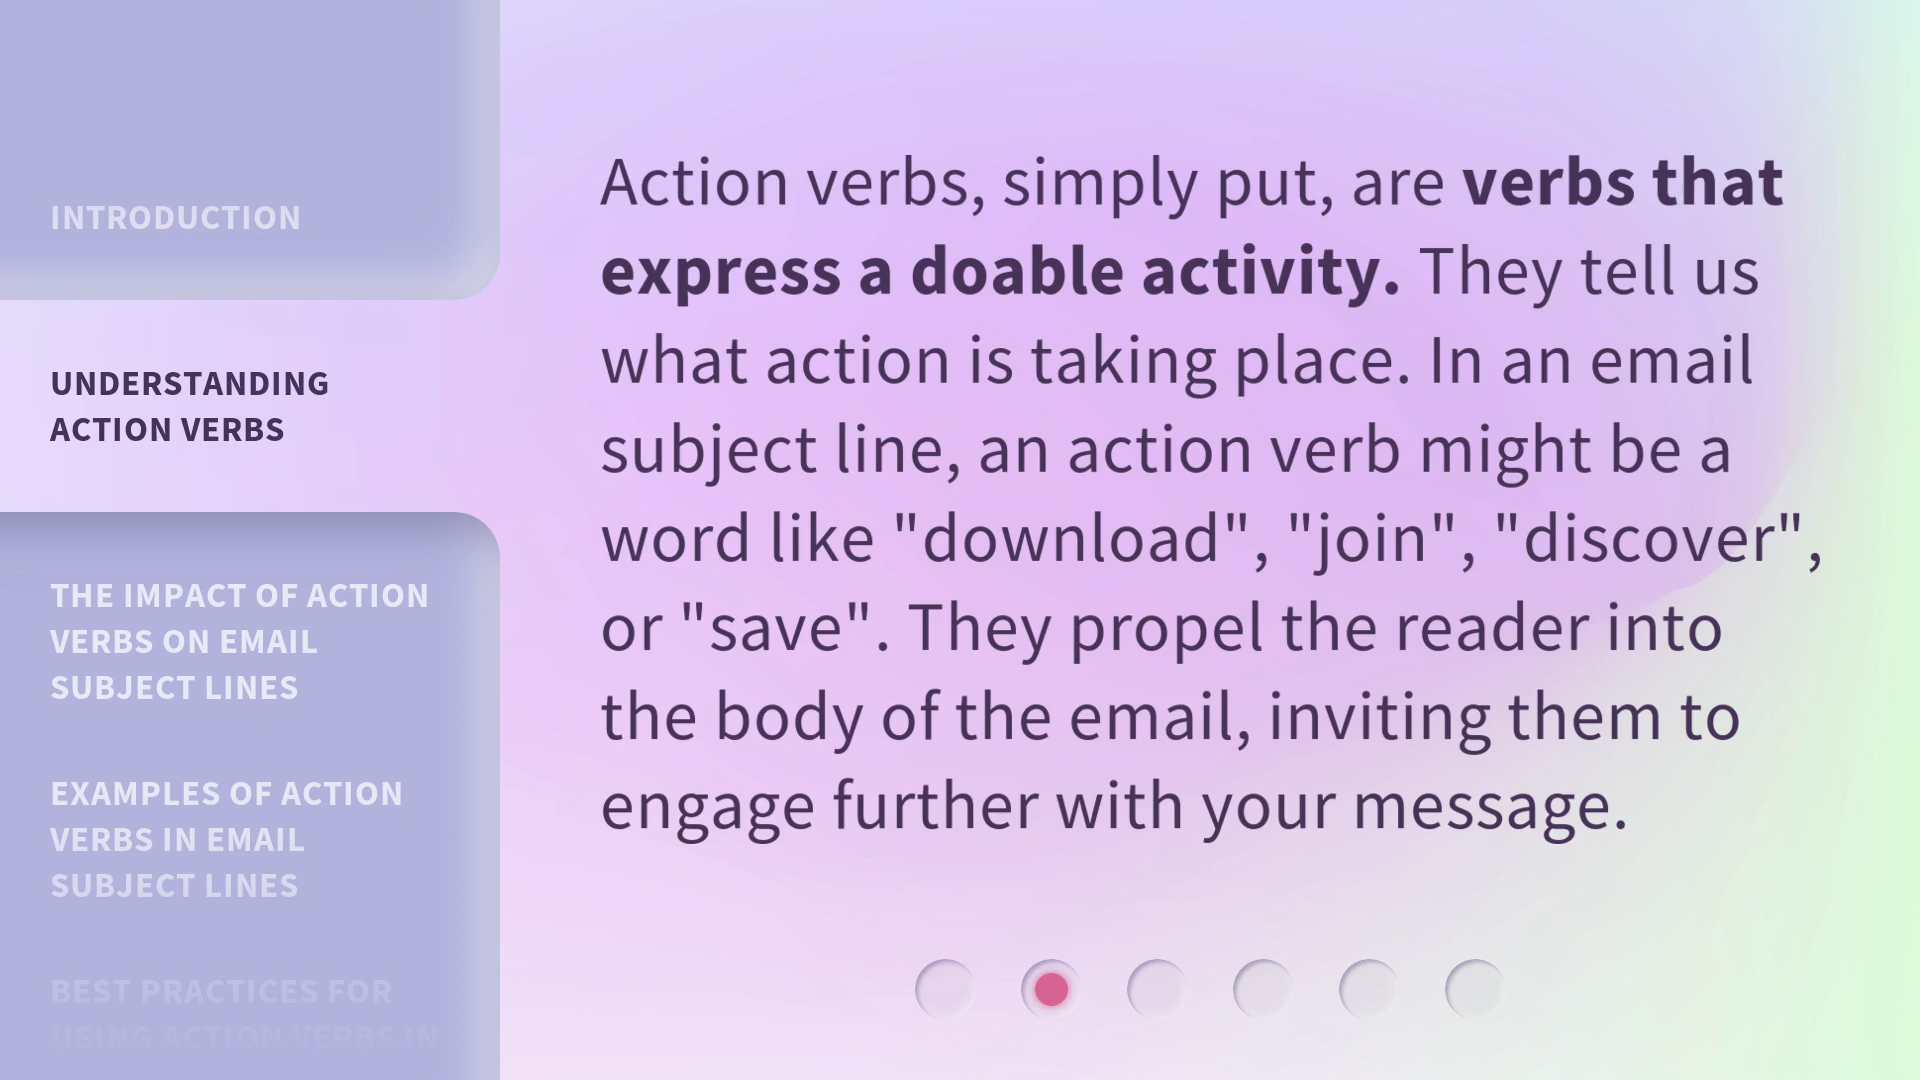 INTRODUCTION
UNDERSTANDING
ACTION VERBS
THE IMPACT OF ACTION
VERBS ON EMAIL
SUBJECT LINES
EXAMPLES OF ACTION
VERBS IN EMAIL
SUBJECT LINES
BEST PRACTICES FOR
USING ACTION VERBS IN
Action verbs, simply put, are verbs that
express a doable activity. They tell us
what action is taking place. In an email
subject line, an action verb might be a
word like "download", "join", "discover",
or "save". They propel the reader into
the body of the email, inviting them to
engage further with your message.